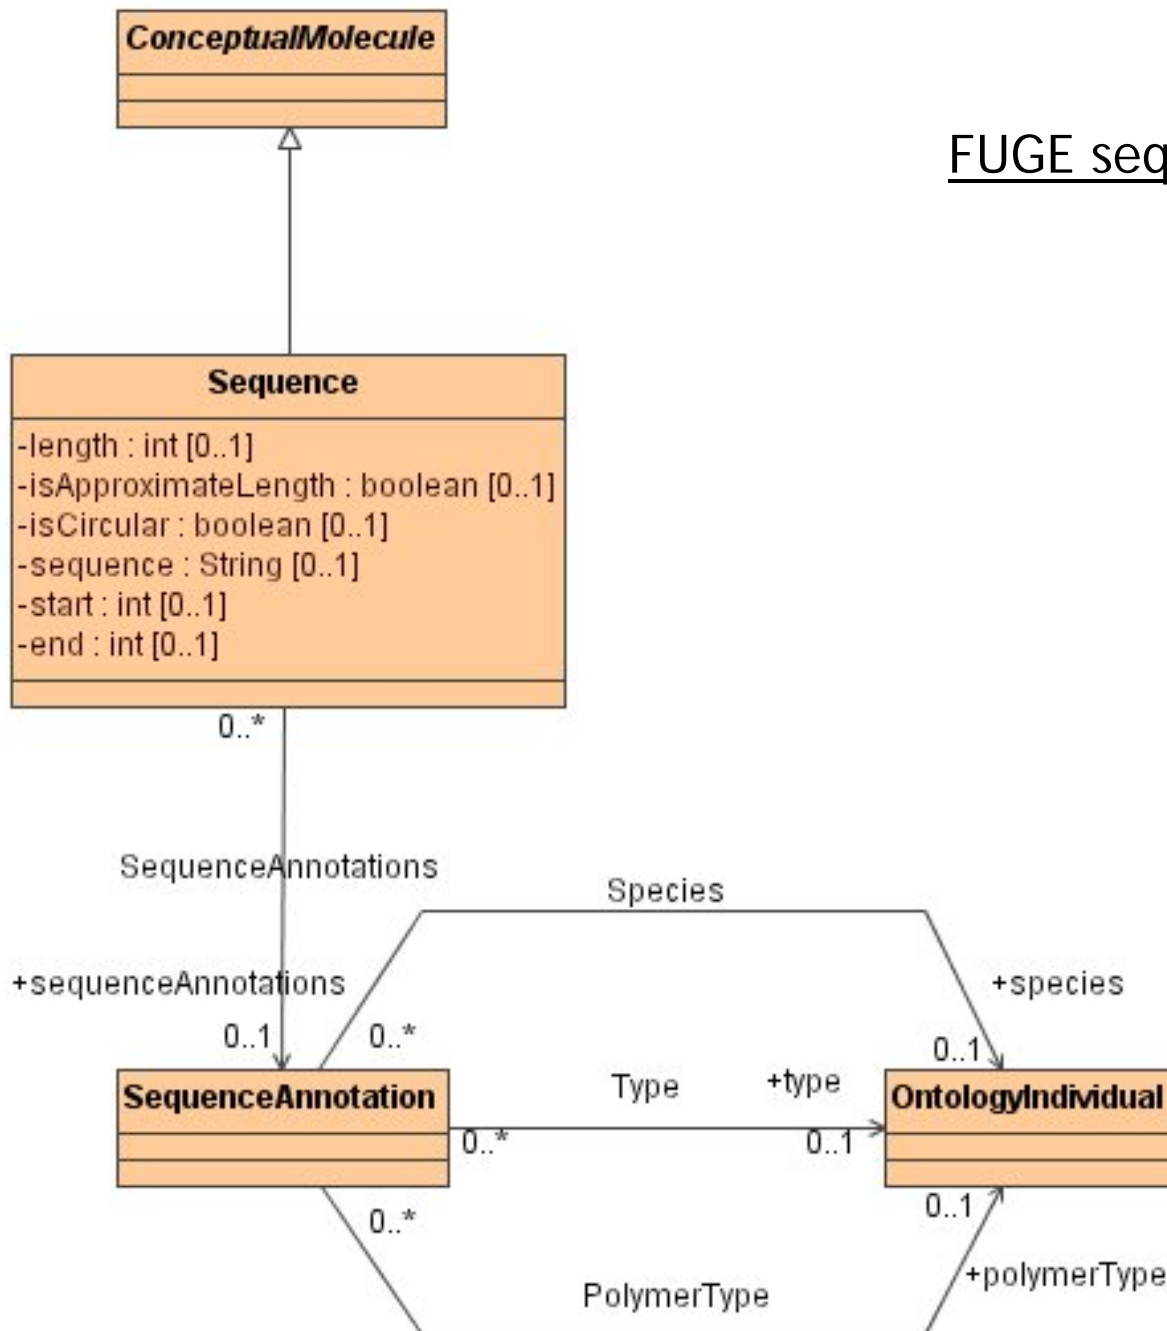 ConceptualMolecule
FUGE seq
Sequence
-length : int [0..1]
-isApproximateLength : boolean [0..1]
-isCircular : boolean [0..1]
-sequence : String [0..1]
-start : int [0..1]
-end : int [0..1]
0..*
SequenceAnnotations
Species
+sequenceAnnotations
+species
0..1
0..*
0..1
SequenceAnnotation
Type
+type
OntologyIndividual
0..*
0..1
0..*
0..1
PolymerType
+polymerType